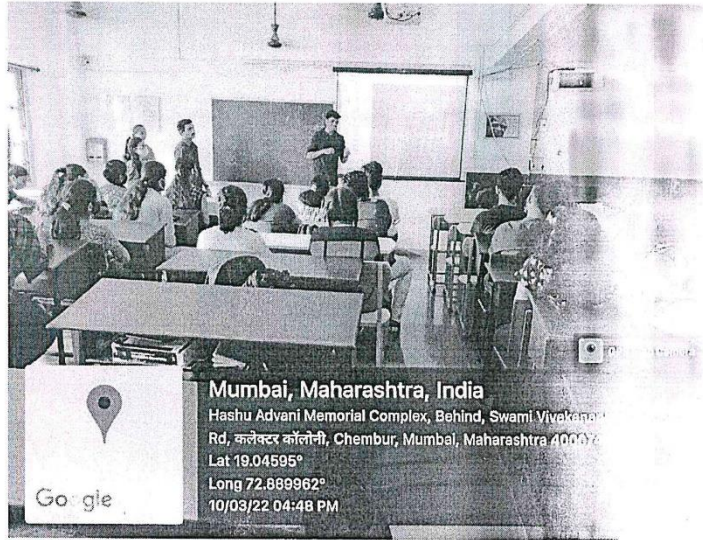 Mumbai, Maharashtra, India
Hashu Advani Memorial Complex, Behind, Swami
Rd, कलेक्टर कॉलोनी, Chembur, Mumbai, Maharashtra
Lat 19.04595°
Long 72.889962°
10/03/22 04:48 PM
Google